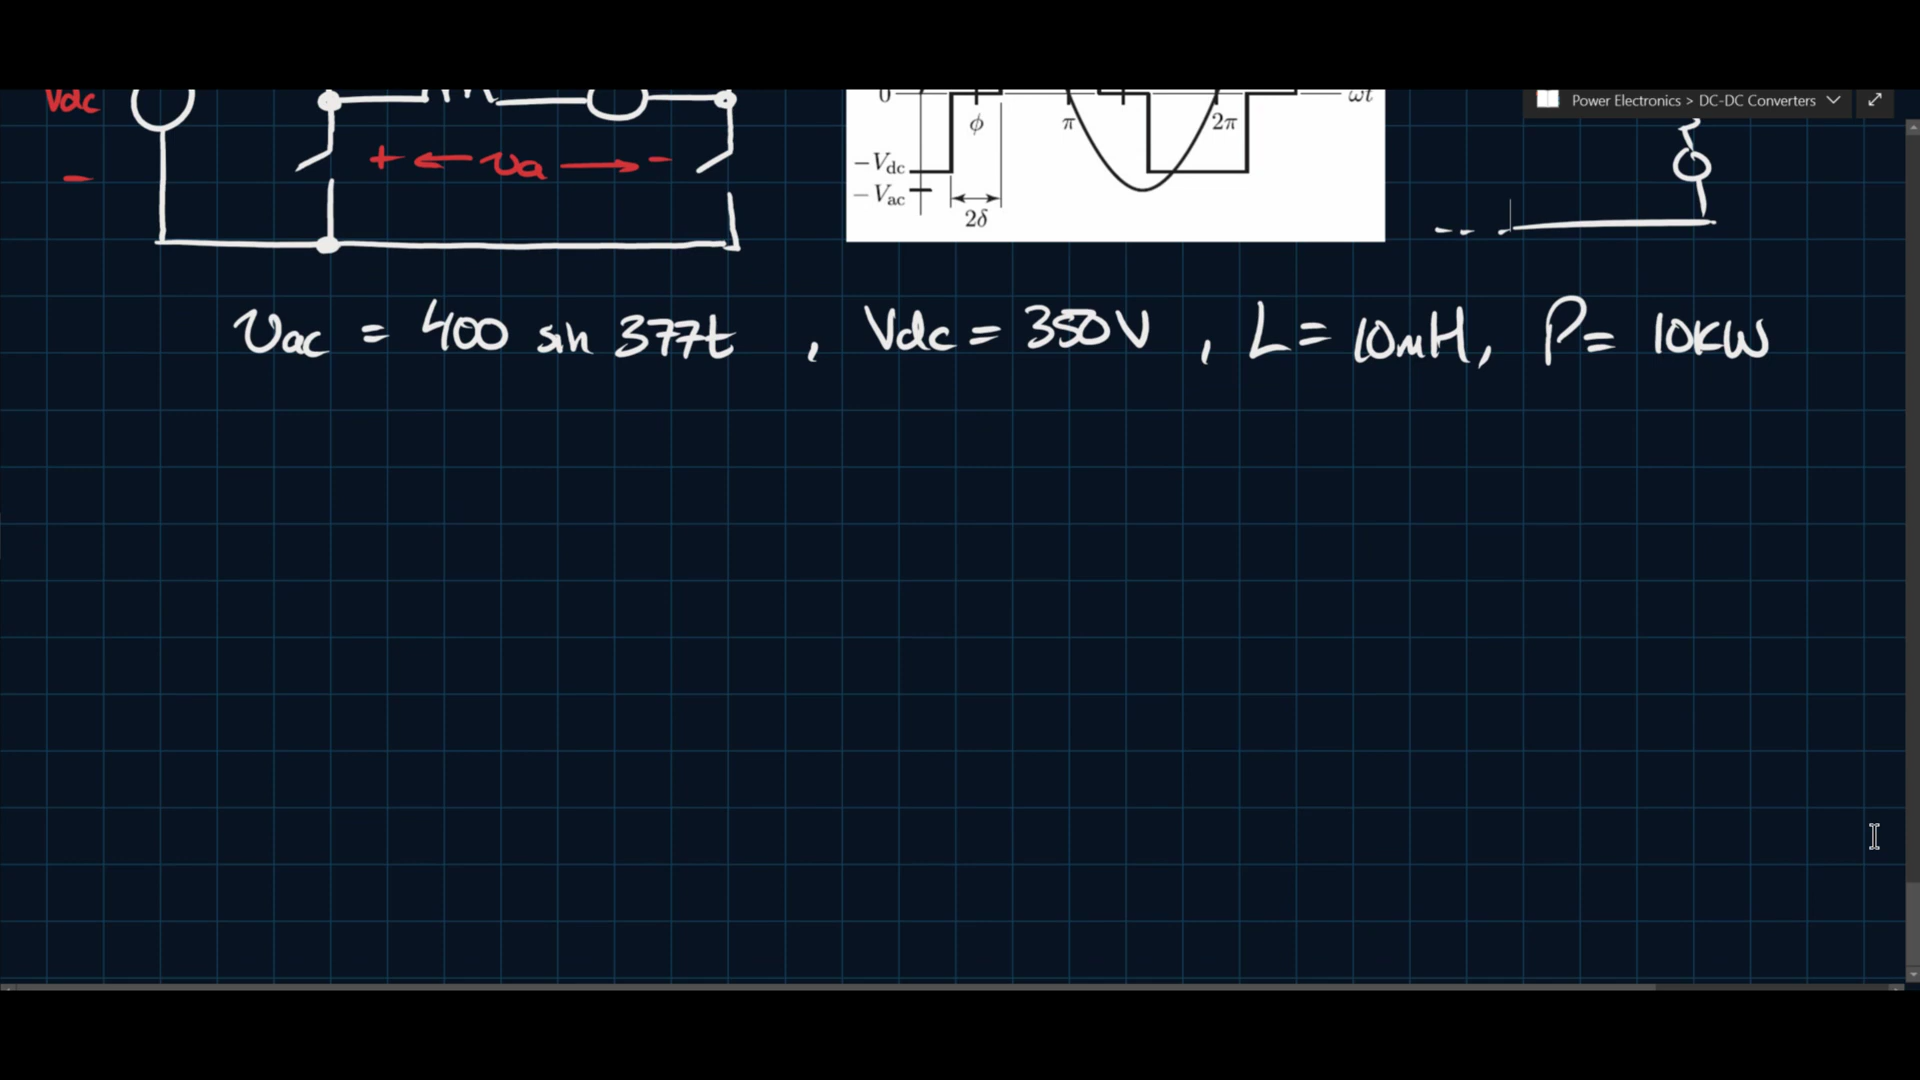 Vdc
-
+ ← va → -
0 ϕ π 2π ωt
−Vdc
−Vac
2δ
Power Electronics > DC-DC Converters
Vac = 400 sin 377t , Vdc = 350V , L = 10mH, P = 10KW